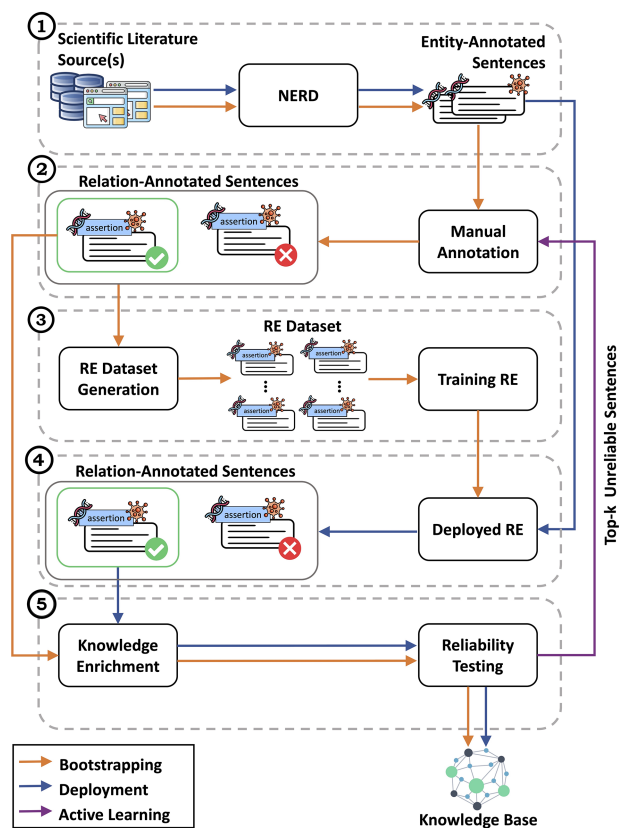 1
Scientific Literature
Source(s)
NERD
Entity-Annotated
Sentences
2
Relation-Annotated Sentences
assertion
assertion
Manual
Annotation
3
RE Dataset
RE Dataset
Generation
assertion
assertion
assertion
assertion
Training RE
4
Relation-Annotated Sentences
assertion
assertion
Deployed RE
Top-k Unreliable Sentences
5
Knowledge
Enrichment
Reliability
Testing
Bootstrapping
Deployment
Active Learning
Knowledge Base